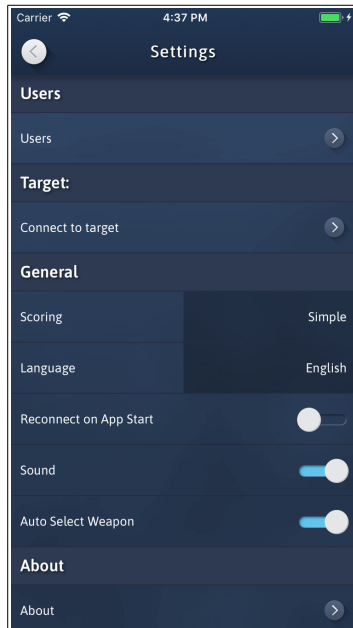 Carrier 4:37 PM
Settings
Users
Users
Target:
Connect to target
General
Scoring Simple
Language English
Reconnect on App Start
Sound
Auto Select Weapon
About
About